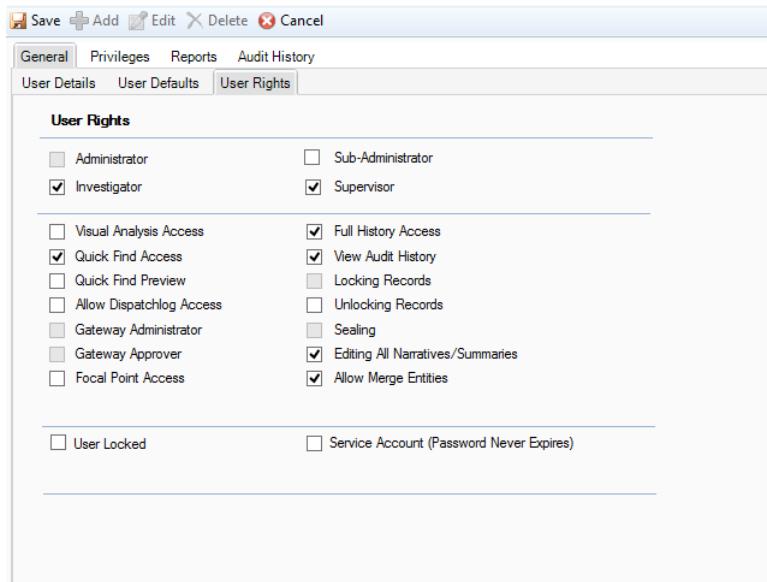 Save Add Edit Delete Cancel
General Privileges Reports Audit History
User Details User Defaults User Rights
User Rights
Administrator Sub-Administrator
Investigator Supervisor
Visual Analysis Access Full History Access
Quick Find Access View Audit History
Quick Find Preview Locking Records
Allow Dispatchlog Access Unlocking Records
Gateway Administrator Sealing
Gateway Approver Editing All Narratives/Summaries
Focal Point Access Allow Merge Entities
User Locked Service Account (Password Never Expires)